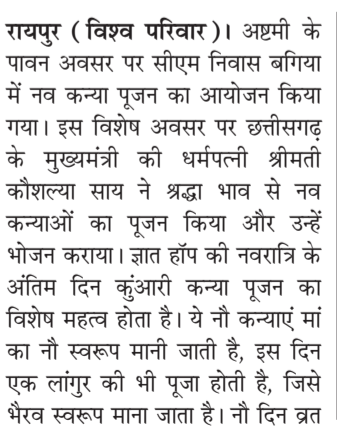 रायपुर ( विश्व परिवार )। अष्टमी के
पावन अवसर पर सीएम निवास बगिया
में नव कन्या पूजन का आयोजन किया
गया। इस विशेष अवसर पर छत्तीसगढ़
के मुख्यमंत्री की धर्मपत्नी श्रीमती
कौशल्या साय ने श्रद्धा भाव से नव
कन्याओं का पूजन किया और उन्हें
भोजन कराया। ज्ञात हॉप की नवरात्रि के
अंतिम दिन कुंआरी कन्या पूजन का
विशेष महत्व होता है। ये नौ कन्याएं मां
का नौ स्वरूप मानी जाती है, इस दिन
एक लांगुर की भी पूजा होती है, जिसे
भैरव स्वरूप माना जाता है। नौ दिन व्रत